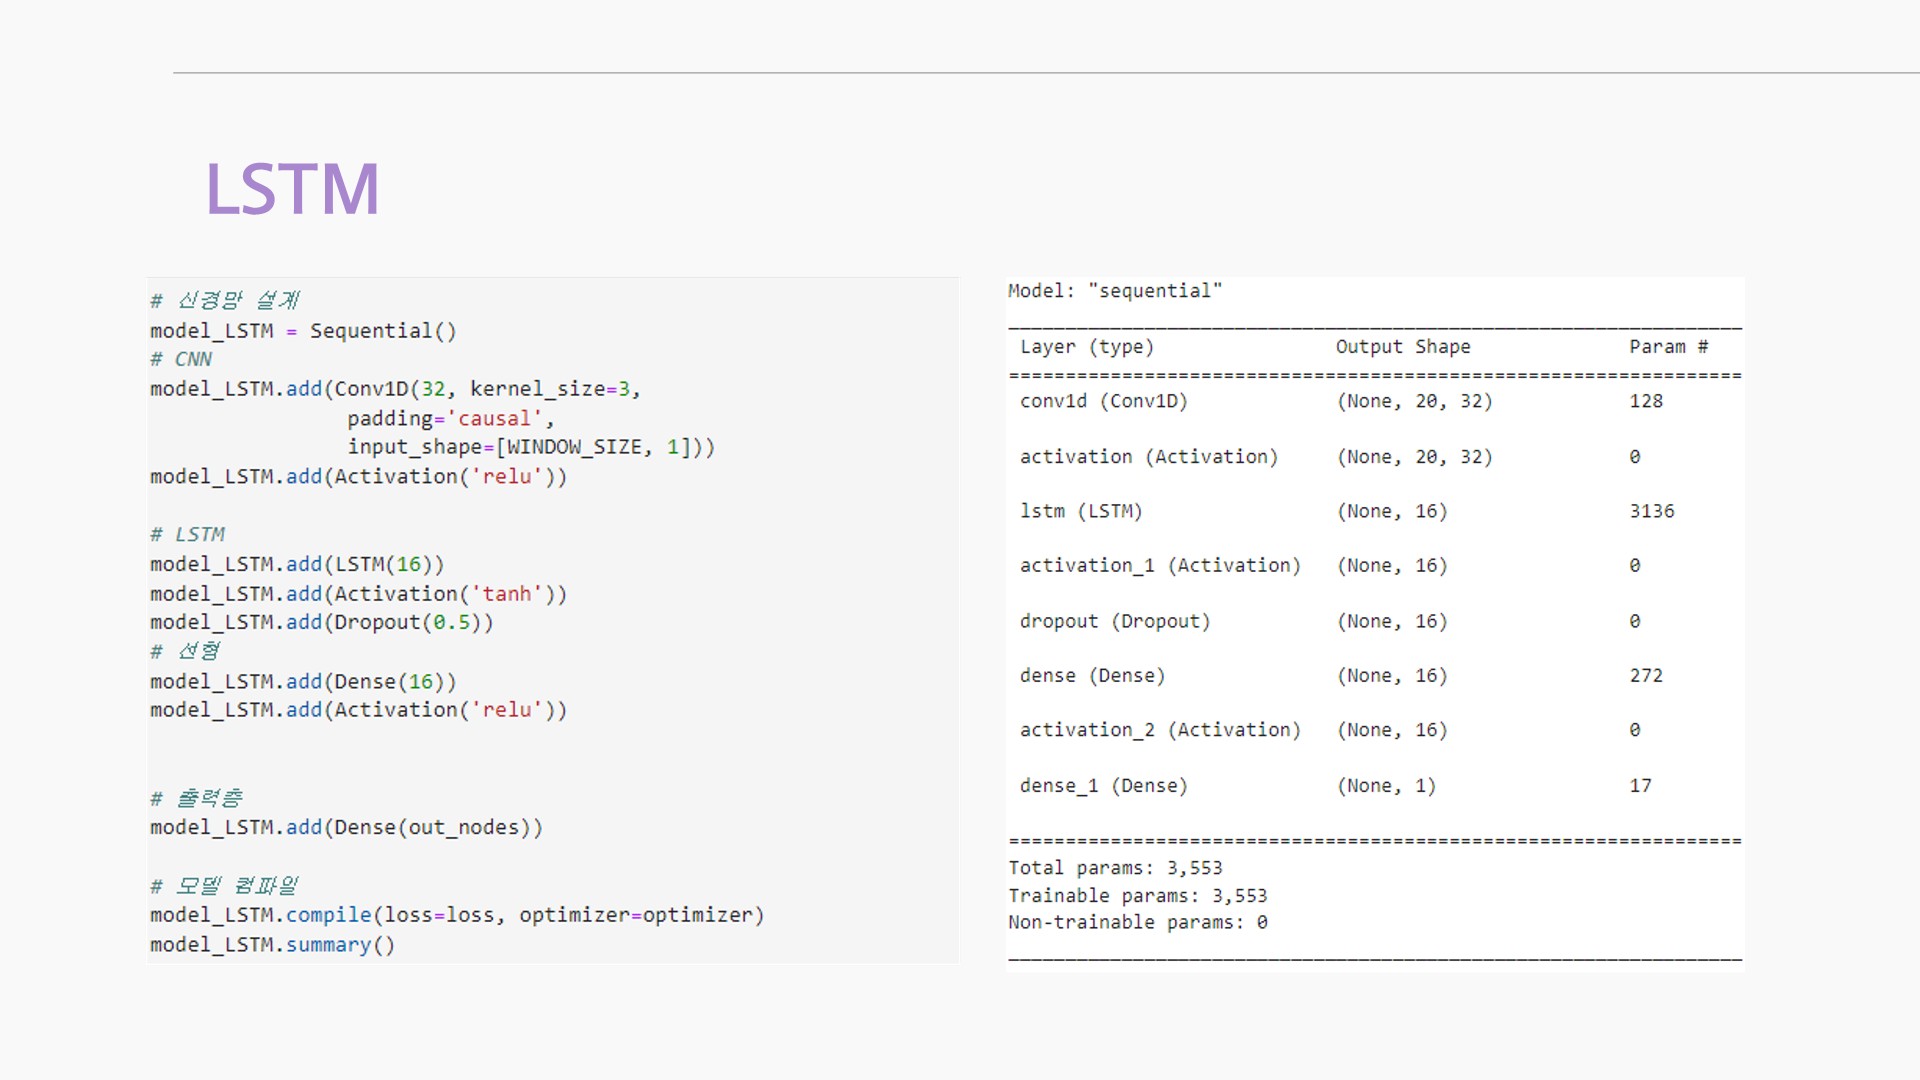 LSTM
# 신경망 설계
model_LSTM = Sequential()
# CNN
model_LSTM.add(Conv1D(32, kernel_size=3,
padding='causal',
input_shape=[WINDOW_SIZE, 1]))
model_LSTM.add(Activation('relu'))
# LSTM
model_LSTM.add(LSTM(16))
model_LSTM.add(Activation('tanh'))
model_LSTM.add(Dropout(0.5))
# 선형
model_LSTM.add(Dense(16))
model_LSTM.add(Activation('relu'))
# 출력층
model_LSTM.add(Dense(out_nodes))
# 모델 컴파일
model_LSTM.compile(loss=loss, optimizer=optimizer)
model_LSTM.summary()
Model: "sequential"
Layer (type) Output Shape Param #
conv1d (Conv1D) (None, 20, 32) 128
activation (Activation) (None, 20, 32) 0
lstm (LSTM) (None, 16) 3136
activation_1 (Activation) (None, 16) 0
dropout (Dropout) (None, 16) 0
dense (Dense) (None, 16) 272
activation_2 (Activation) (None, 16) 0
dense_1 (Dense) (None, 1) 17
Total params: 3,553
Trainable params: 3,553
Non-trainable params: 0